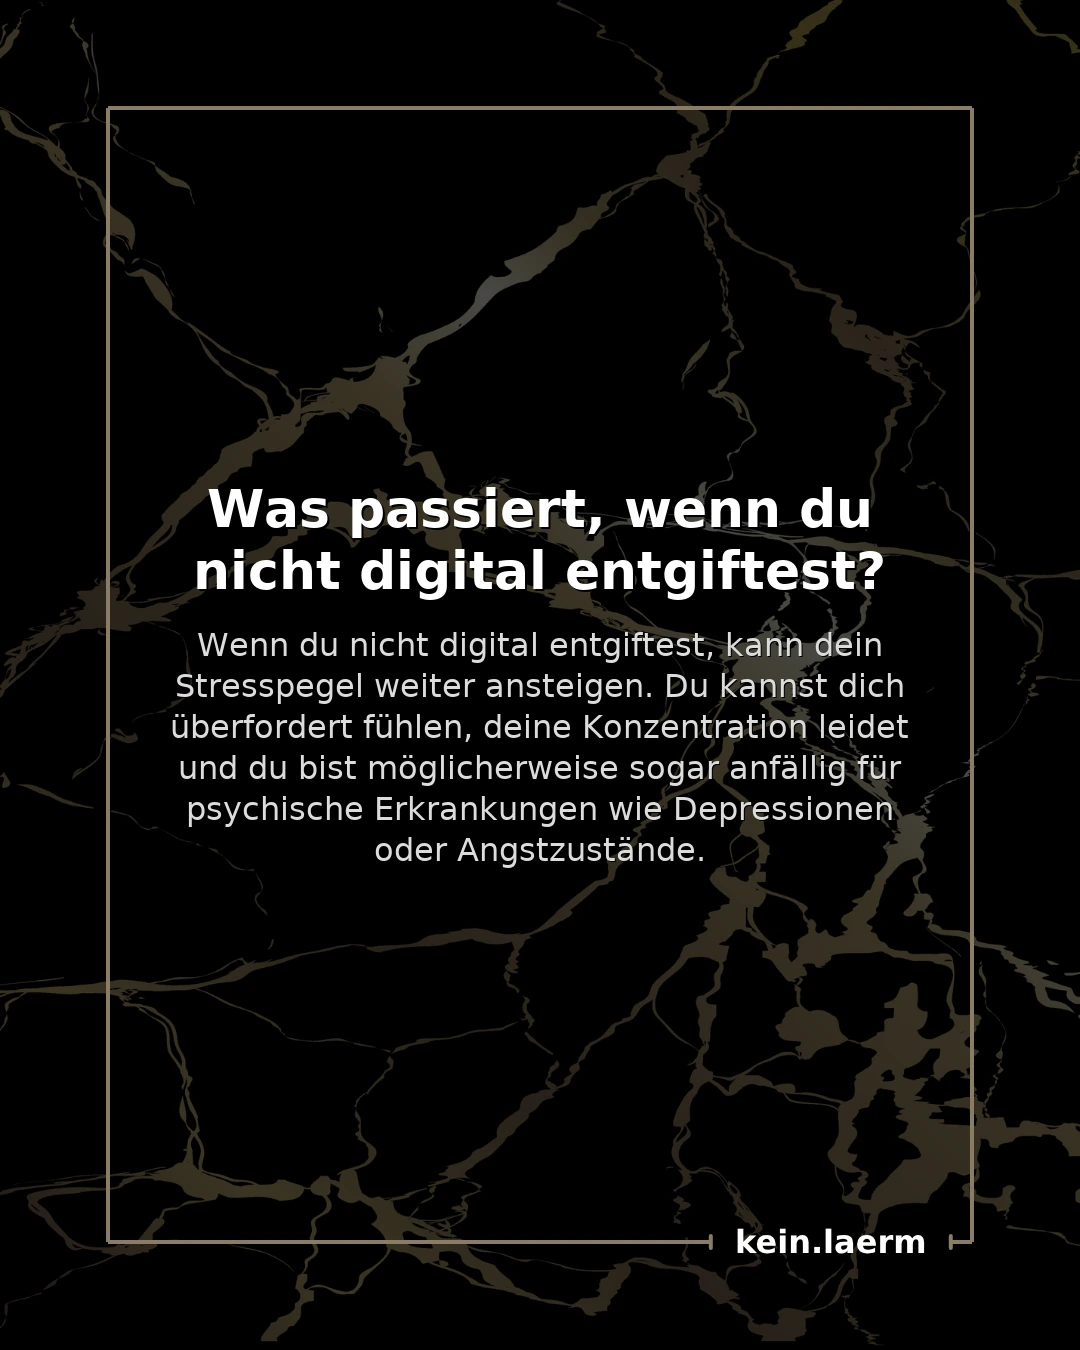 Was passiert, wenn du
nicht digital entgiftest?
Wenn du nicht digital entgiftest, kann dein
Stresspegel weiter ansteigen. Du kannst dich
überfordert fühlen, deine Konzentration leidet
und du bist möglicherweise sogar anfällig für
psychische Erkrankungen wie Depressionen
oder Angstzustände.
kein.laerm